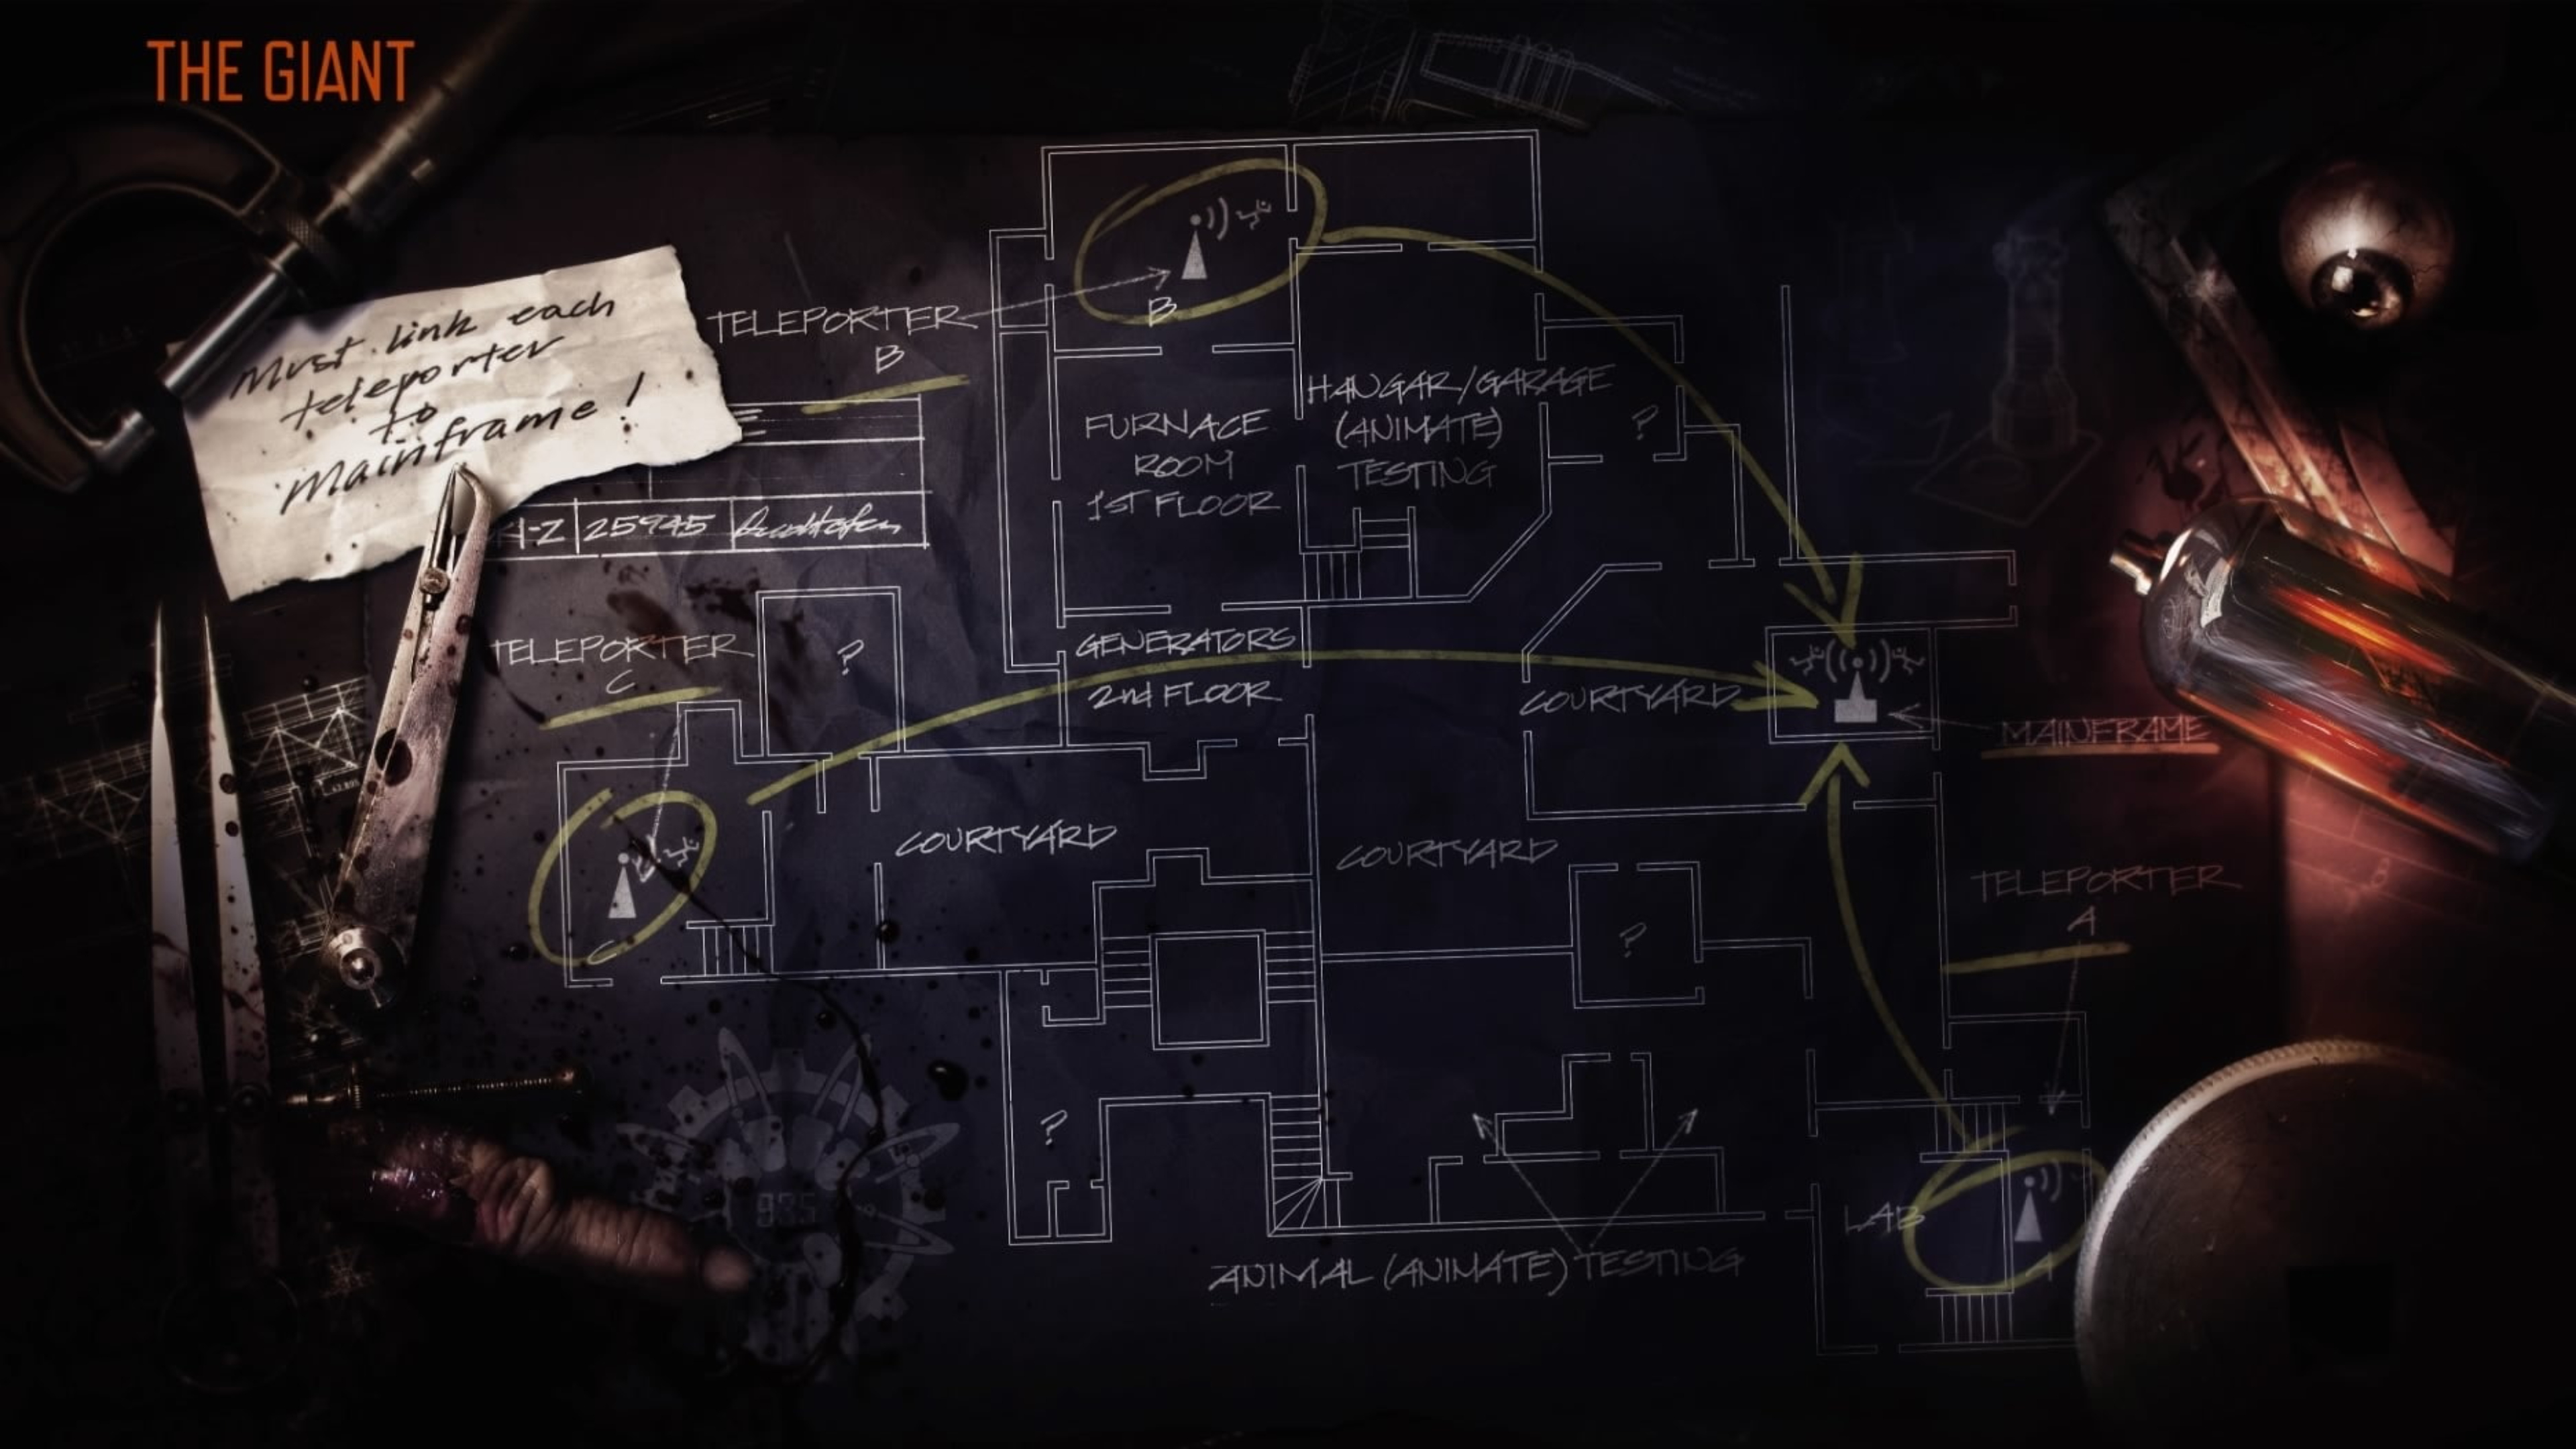 THE GIANT
Must link each
teleporter
to
Mainframe!
TELEPORTER
B
B
FURNACE
ROOM
1ST FLOOR
HANGAR/GARAGE
(ANIMATE)
TESTING
?
25945
TELEPORTER
C
?
GENERATORS
2nd FLOOR
COURTYARD
MAINFRAME
C
COURTYARD
COURTYARD
?
TELEPORTER
A
?
935
LAB
A
ANIMAL (ANIMATE) TESTING